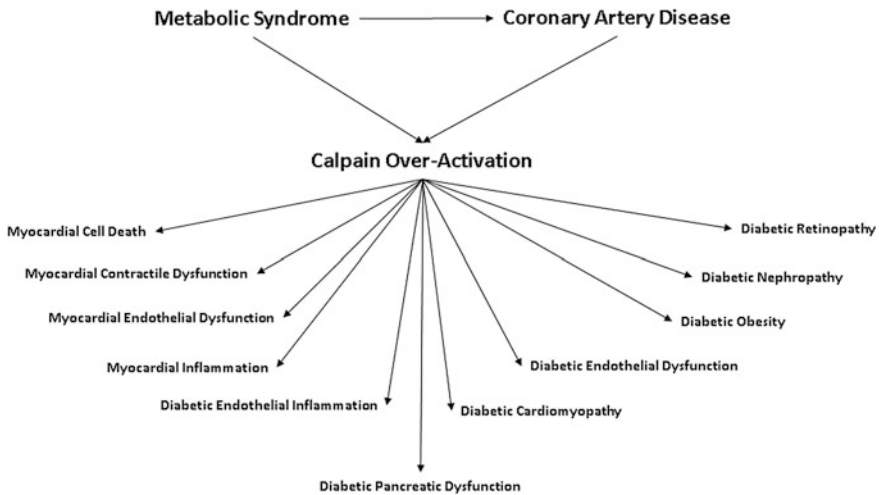 Metabolic Syndrome
Coronary Artery Disease
Calpain Over-Activation
Myocardial Cell Death
Diabetic Retinopathy
Myocardial Contractile Dysfunction
Diabetic Nephropathy
Myocardial Endothelial Dysfunction
Diabetic Obesity
Myocardial Inflammation
Diabetic Endothelial Dysfunction
Diabetic Endothelial Inflammation
Diabetic Cardiomyopathy
Diabetic Pancreatic Dysfunction